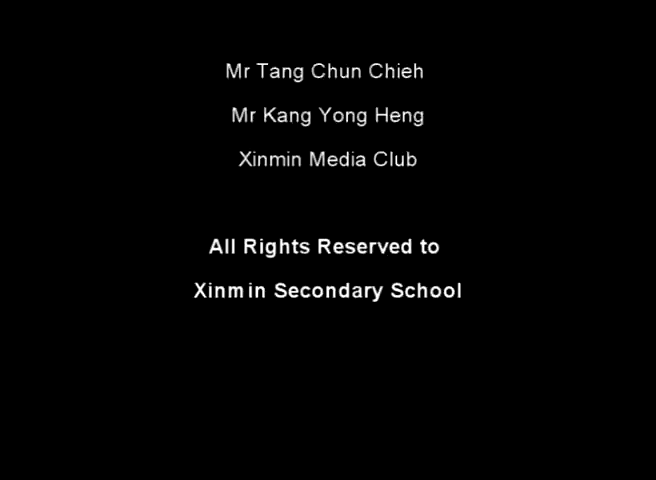 Mr Tang Chun Chieh
Mr Kang Yong Heng
Xinmin Media Club
All Rights Reserved to
Xinmin Secondary School